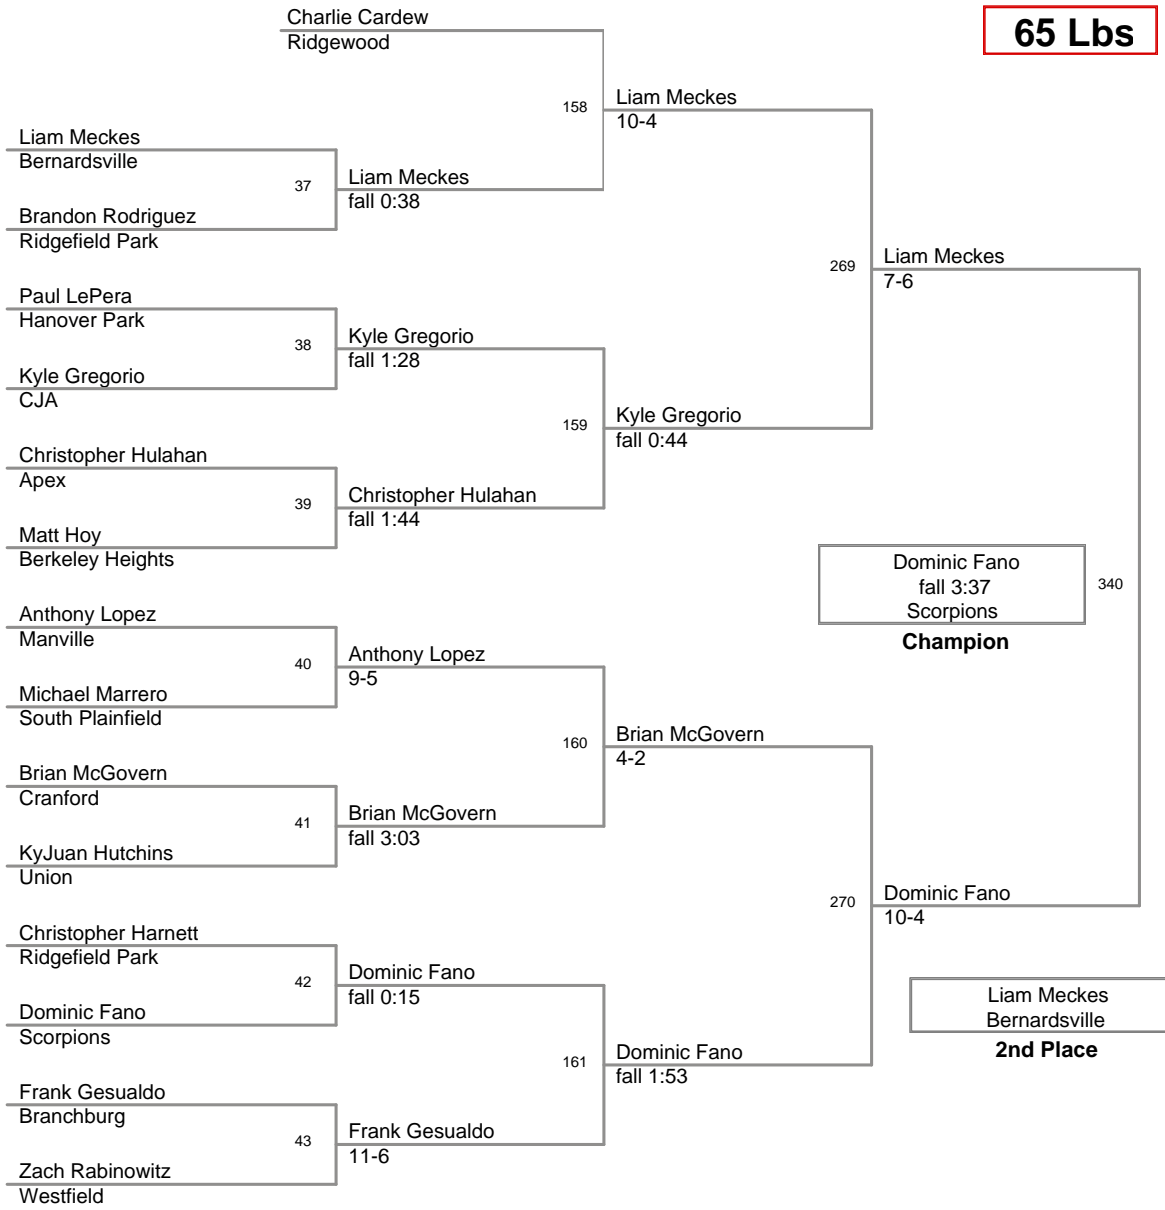 Charlie Cardew
Ridgewood
65 Lbs
158
Liam Meckes
10-4
Liam Meckes
Bernardsville
37
Liam Meckes
fall 0:38
Brandon Rodriguez
Ridgefield Park
269
Liam Meckes
7-6
Paul LePera
Hanover Park
38
Kyle Gregorio
fall 1:28
Kyle Gregorio
CJA
159
Kyle Gregorio
fall 0:44
Christopher Hulahan
Apex
39
Christopher Hulahan
fall 1:44
Matt Hoy
Berkeley Heights
Dominic Fano
fall 3:37
Scorpions
Champion
340
Anthony Lopez
Manville
40
Anthony Lopez
9-5
Michael Marrero
South Plainfield
160
Brian McGovern
4-2
Brian McGovern
Cranford
41
Brian McGovern
fall 3:03
KyJuan Hutchins
Union
270
Dominic Fano
10-4
Christopher Harnett
Ridgefield Park
42
Dominic Fano
fall 0:15
Dominic Fano
Scorpions
Liam Meckes
Bernardsville
2nd Place
161
Dominic Fano
fall 1:53
Frank Gesualdo
Branchburg
43
Frank Gesualdo
11-6
Zach Rabinowitz
Westfield